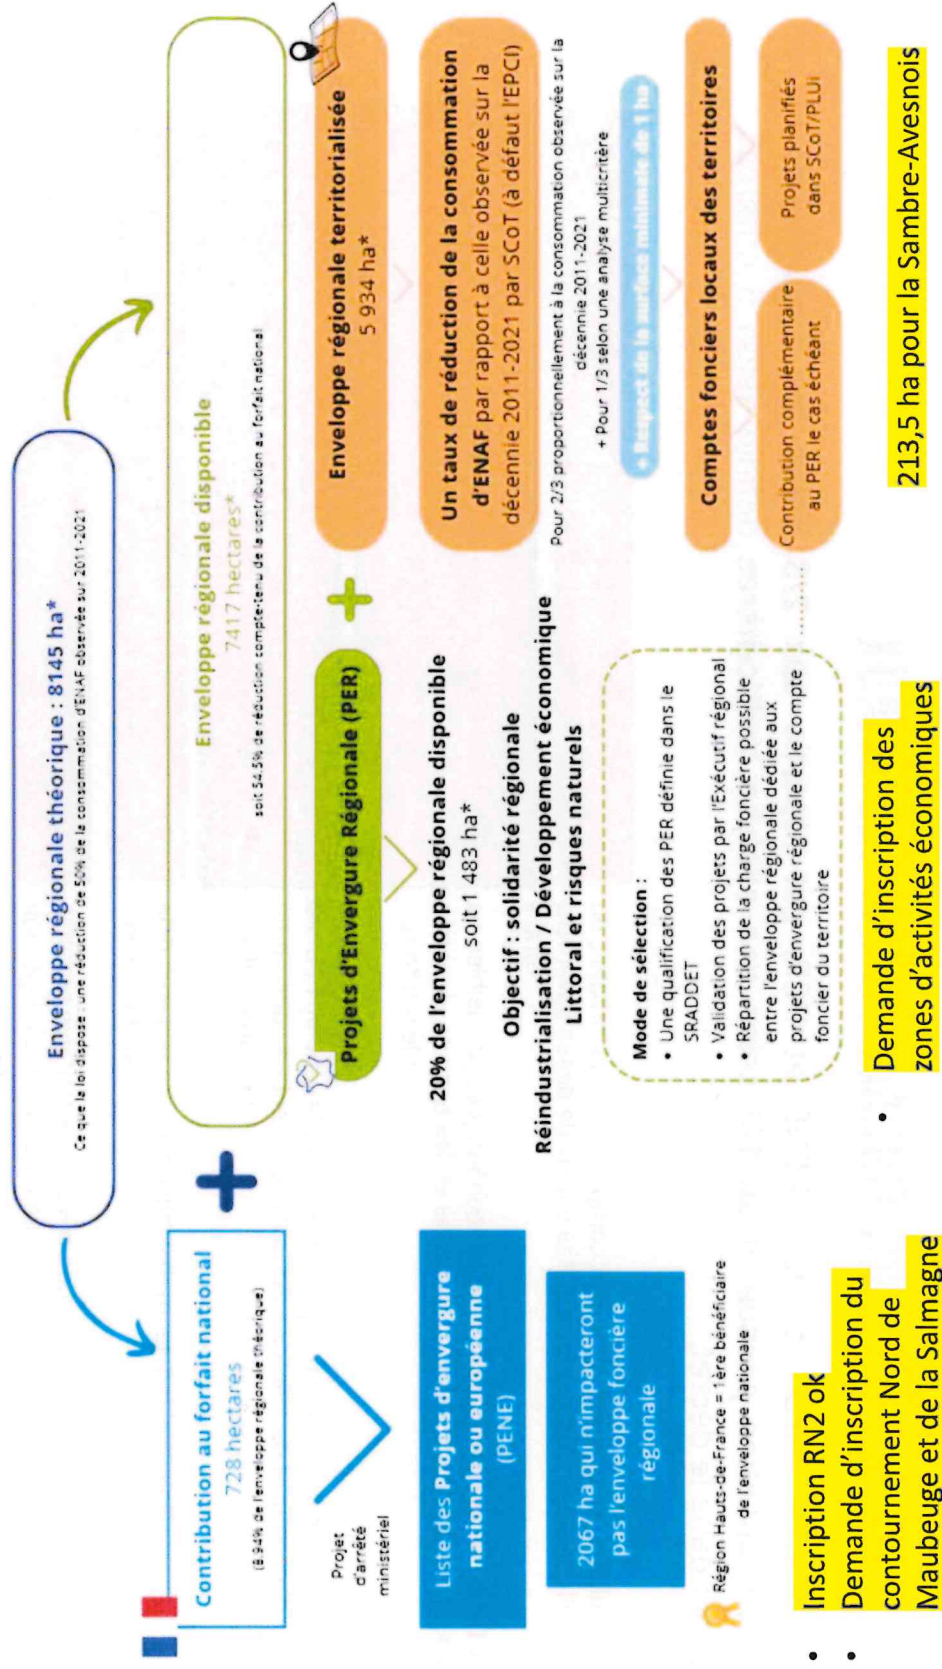 Enveloppe régionale théorique : 8145 ha*
Ce que la loi dispose : une réduction de 50% de la consommation d'ENAF observée sur 2011-2021
Contribution au forfait national
728 hectares
(8.94% de l'enveloppe régionale théorique)
Enveloppe régionale disponible
7417 hectares*
soit 54.5% de réduction compte-tenu de la contribution au forfait national
Projet
d'arrêté
ministériel
Liste des Projets d'envergure
nationale ou européenne
(PENE)
2067 ha qui n'impacteront
pas l'enveloppe foncière
régionale
Région Hauts-de-France = 1ère bénéficiaire
de l'enveloppe nationale
Projets d'Envergure Régionale (PER)
20% de l'enveloppe régionale disponible
soit 1 483 ha*
Objectif : solidarité régionale
Réindustrialisation / Développement économique
Littoral et risques naturels
Mode de sélection :
• Une qualification des PER définie dans le
SRADDET
• Validation des projets par l'Exécutif régional
• Répartition de la charge foncière possible
entre l'enveloppe régionale dédiée aux
projets d'envergure régionale et le compte
foncier du territoire
Enveloppe régionale territorialisée
5 934 ha*
Un taux de réduction de la consommation
d'ENAF par rapport à celle observée sur la
décennie 2011-2021 par SCoT (à défaut l'EPCI)
Pour 2/3 proportionnellement à la consommation observée sur la
décennie 2011-2021
+ Pour 1/3 selon une analyse multicritère
+ Respect de la surface minimale de 1 ha
Comptes fonciers locaux des territoires
Contribution complémentaire
au PER le cas échéant
Projets planifiés
dans SCoT/PLUi
• Inscription RN2 ok
• Demande d'inscription du
contournement Nord de
Maubeuge et de la Salmagne
• Demande d'inscription des
zones d'activités économiques
213,5 ha pour la Sambre-Avesnois